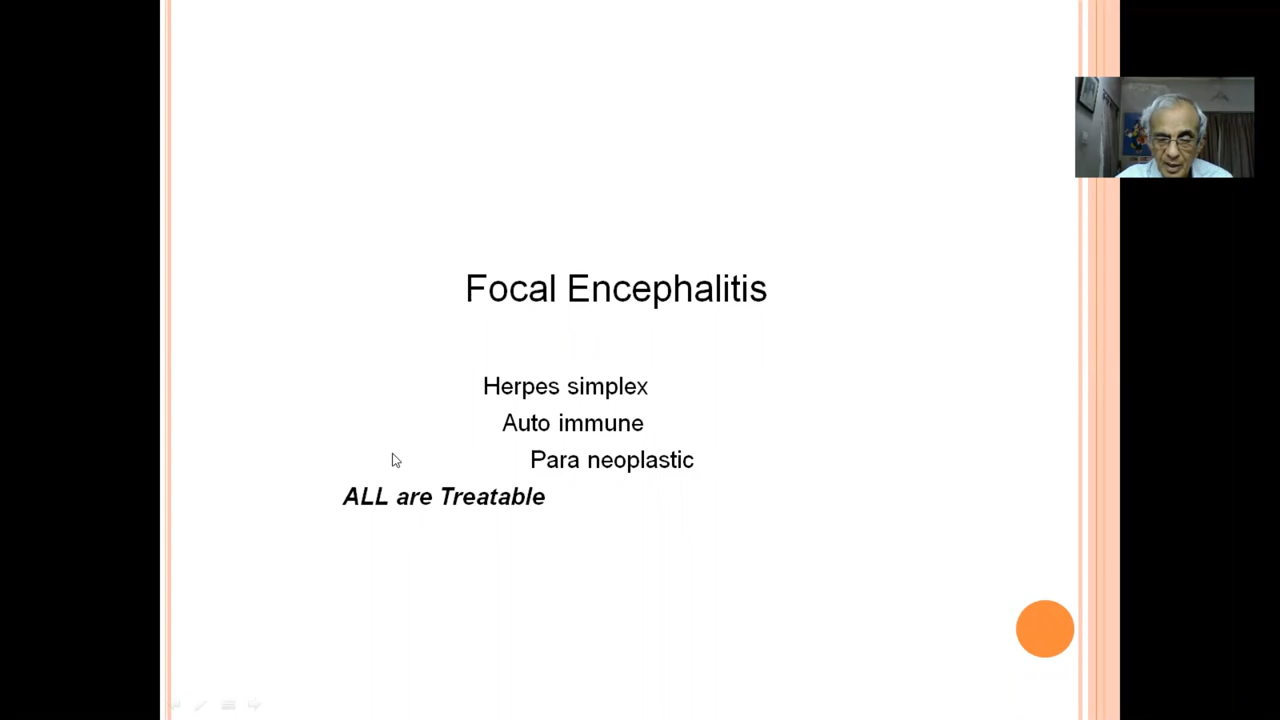 Focal Encephalitis
Herpes simplex
Auto immune
Para neoplastic
ALL are Treatable